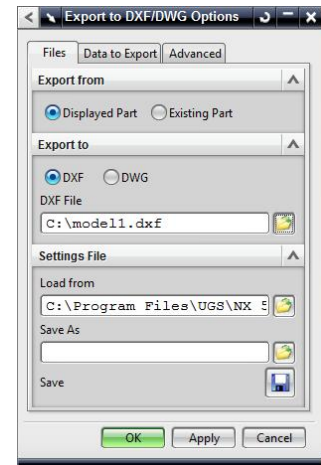 Export to DXF/DWG Options
Files Data to Export Advanced
Export from
Displayed Part Existing Part
Export to
DXF DWG
DXF File
C:\model1.dxf
Settings File
Load from
C:\Program Files\UGS\NX 5
Save As
Save
OK Apply Cancel